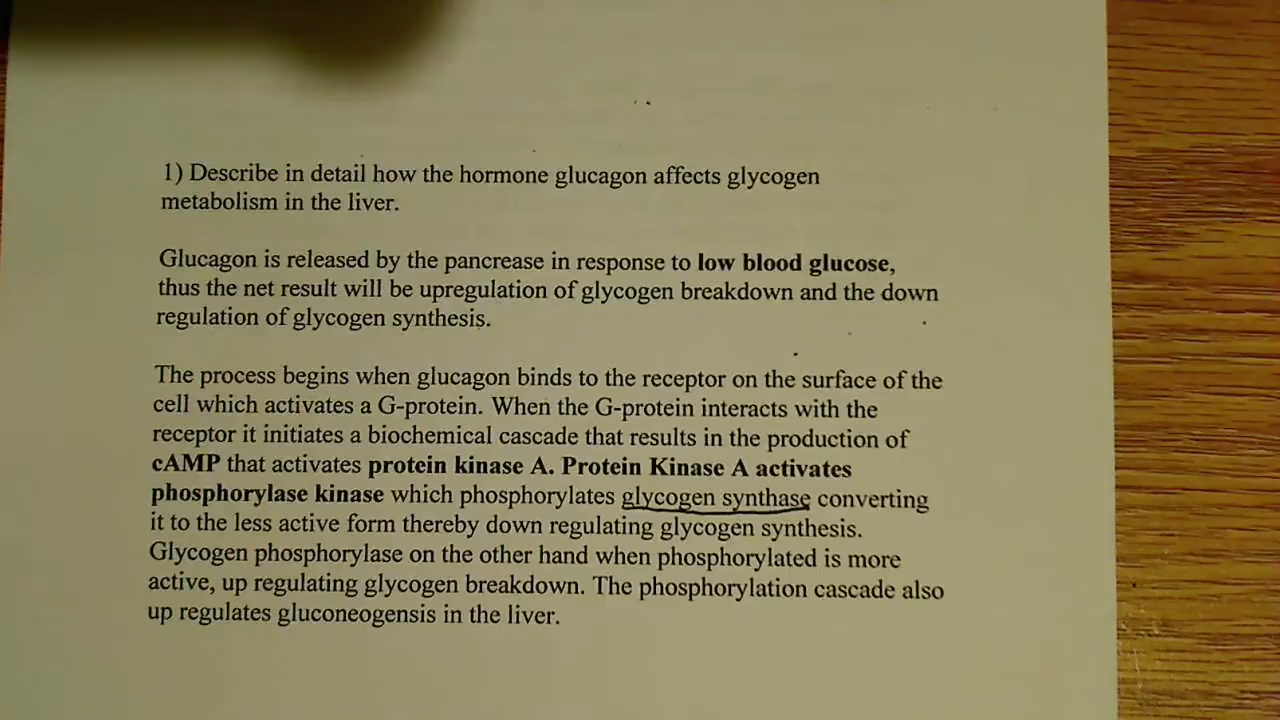 1) Describe in detail how the hormone glucagon affects glycogen
metabolism in the liver.
Glucagon is released by the pancrease in response to low blood glucose,
thus the net result will be upregulation of glycogen breakdown and the down
regulation of glycogen synthesis.
The process begins when glucagon binds to the receptor on the surface of the
cell which activates a G-protein. When the G-protein interacts with the
receptor it initiates a biochemical cascade that results in the production of
cAMP that activates protein kinase A. Protein Kinase A activates
phosphorylase kinase which phosphorylates glycogen synthase converting
it to the less active form thereby down regulating glycogen synthesis.
Glycogen phosphorylase on the other hand when phosphorylated is more
active, up regulating glycogen breakdown. The phosphorylation cascade also
up regulates gluconeogensis in the liver.